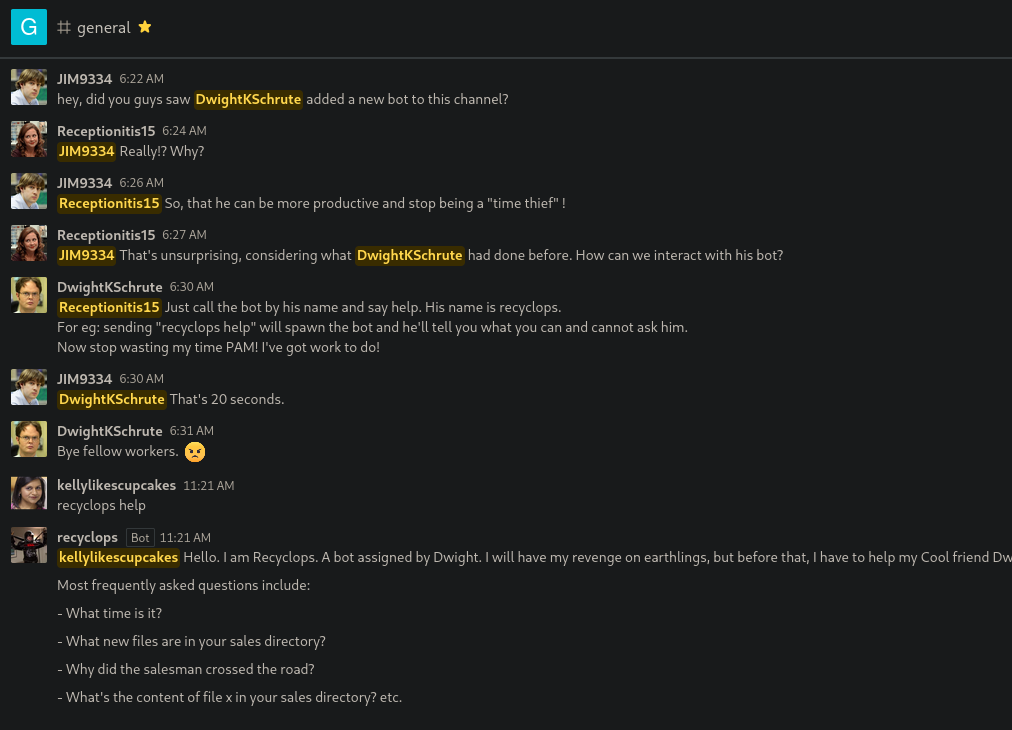 G # general
JIM9334 6:22 AM
hey, did you guys saw DwightKSchrute added a new bot to this channel?
Receptionitis15 6:24 AM
JIM9334 Really!? Why?
JIM9334 6:26 AM
Receptionitis15 So, that he can be more productive and stop being a "time thief" !
Receptionitis15 6:27 AM
JIM9334 That's unsurprising, considering what DwightKSchrute had done before. How can we interact with his bot?
DwightKSchrute 6:30 AM
Receptionitis15 Just call the bot by his name and say help. His name is recyclops.
For eg: sending "recyclops help" will spawn the bot and he'll tell you what you can and cannot ask him.
Now stop wasting my time PAM! I've got work to do!
JIM9334 6:30 AM
DwightKSchrute That's 20 seconds.
DwightKSchrute 6:31 AM
Bye fellow workers. 😠
kellylikescupcakes 11:21 AM
recyclops help
recyclops Bot 11:21 AM
kellylikescupcakes Hello. I am Recyclops. A bot assigned by Dwight. I will have my revenge on earthlings, but before that, I have to help my Cool friend Dw
Most frequently asked questions include:
- What time is it?
- What new files are in your sales directory?
- Why did the salesman crossed the road?
- What's the content of file x in your sales directory? etc.